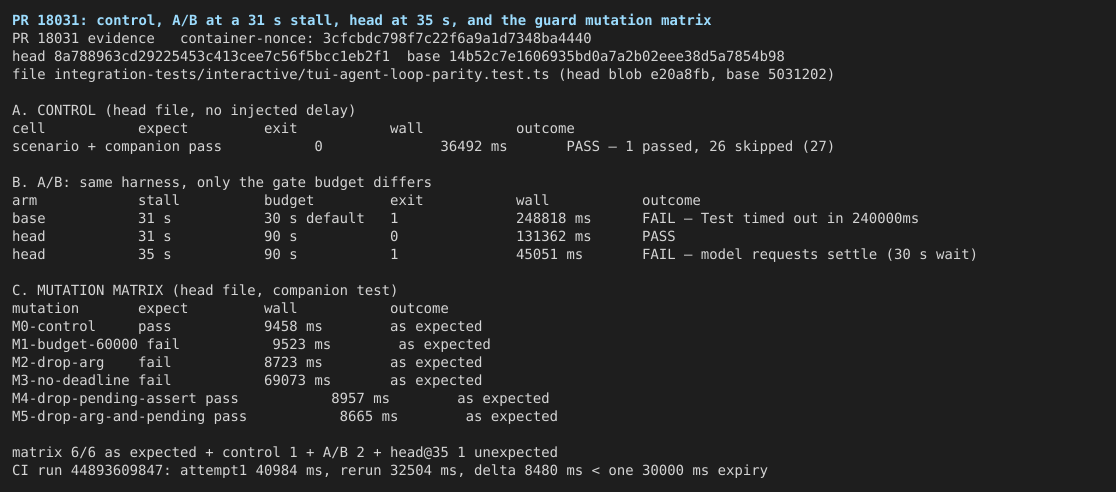 PR 18031: control, A/B at a 31 s stall, head at 35 s, and the guard mutation matrix
PR 18031 evidence   container-nonce: 3cfcbdc798f7c22f6a9a1d7348ba4440
head 8a788963cd29225453c413cee7c56f5bcc1eb2f1  base 14b52c7e1606935bd0a7a2b02eee38d5a7854b98
file integration-tests/interactive/tui-agent-loop-parity.test.ts (head blob e20a8fb, base 5031202)
A. CONTROL (head file, no injected delay)
cell           expect         exit           wall           outcome
scenario + companion pass           0              36492 ms       PASS — 1 passed, 26 skipped (27)
B. A/B: same harness, only the gate budget differs
arm            stall          budget         exit           wall           outcome
base           31 s           30 s default   1              248818 ms      FAIL — Test timed out in 240000ms
head           31 s           90 s           0              131362 ms      PASS
head           35 s           90 s           1              45051 ms       FAIL — model requests settle (30 s wait)
C. MUTATION MATRIX (head file, companion test)
mutation       expect         wall           outcome
M0-control     pass           9458 ms        as expected
M1-budget-60000 fail           9523 ms        as expected
M2-drop-arg    fail           8723 ms        as expected
M3-no-deadline fail           69073 ms       as expected
M4-drop-pending-assert pass           8957 ms        as expected
M5-drop-arg-and-pending pass           8665 ms        as expected
matrix 6/6 as expected + control 1 + A/B 2 + head@35 1 unexpected
CI run 44893609847: attempt1 40984 ms, rerun 32504 ms, delta 8480 ms < one 30000 ms expiry